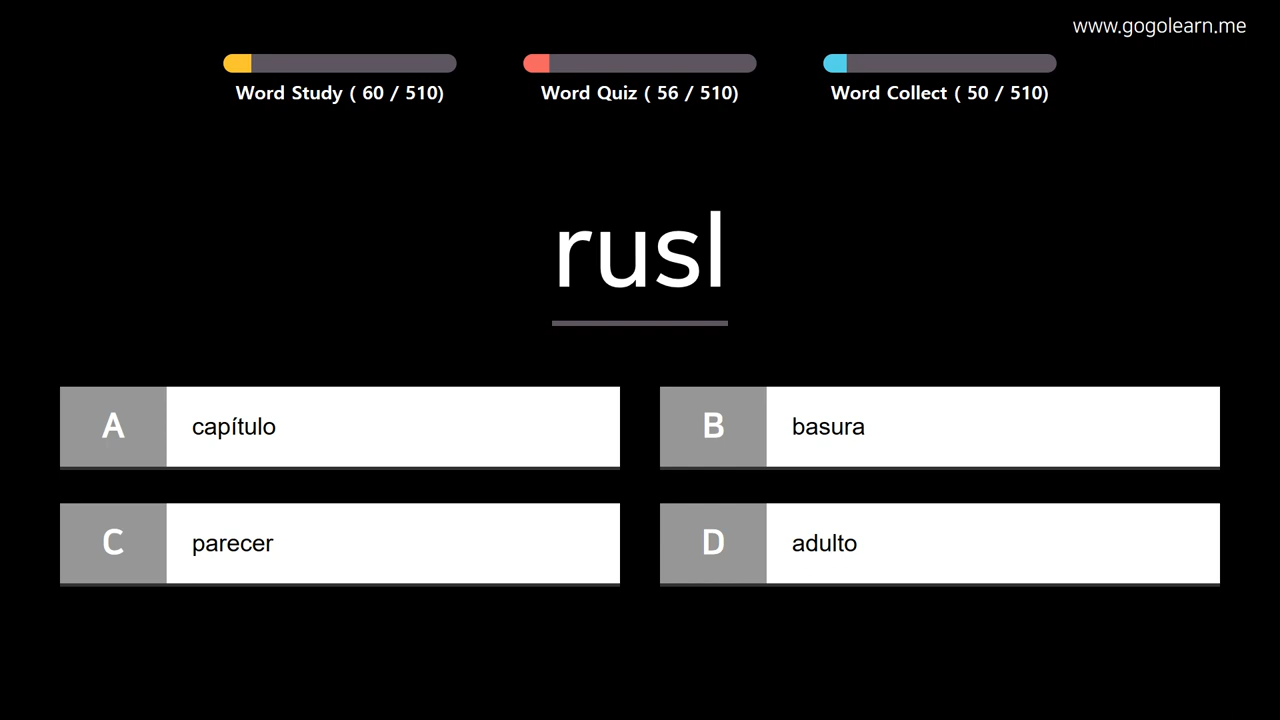 www.gogolearn.me
Word Study ( 60 / 510)
Word Quiz ( 56 / 510)
Word Collect ( 50 / 510)
rusl
A capítulo
B basura
C parecer
D adulto